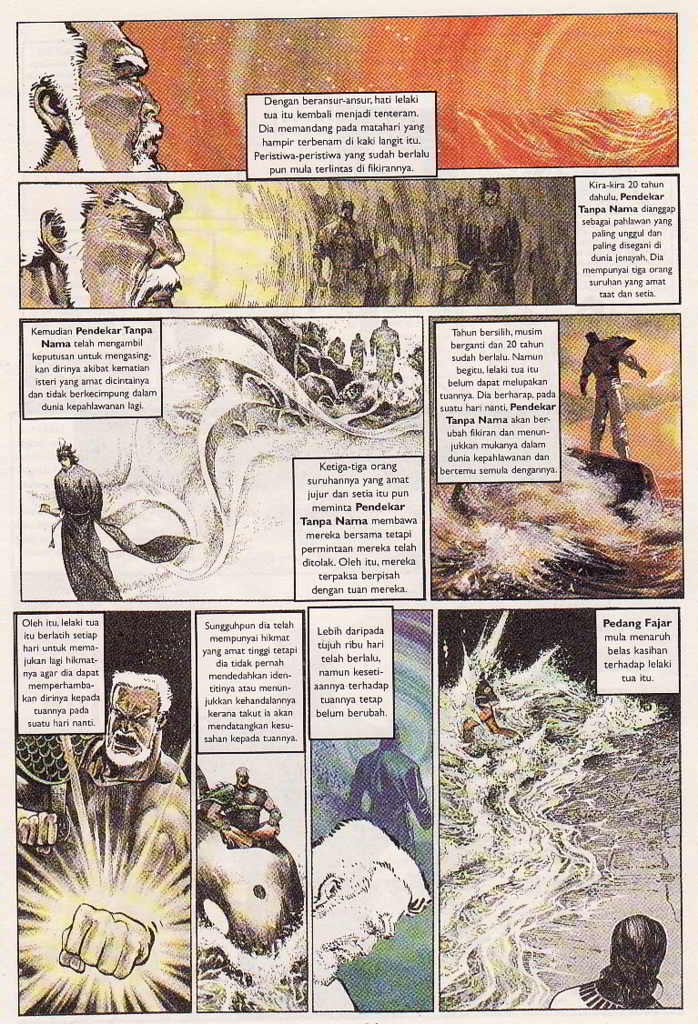 Dengan beransur-ansur, hati lelaki
tua itu kembali menjadi tenteram.
Dia memandang pada matahari yang
hampir terbenam di kaki langit itu.
Peristiwa-peristiwa yang sudah berlalu
pun mula terlintas di fikirannya.
Kira-kira 20 tahun
dahulu, Pendekar
Tanpa Nama dianggap
sebagai pahlawan yang
paling unggul dan
paling disegani di
dunia jenayah. Dia
mempunyai tiga orang
suruhan yang amat
taat dan setia.
Kemudian Pendekar Tanpa
Nama telah mengambil
keputusan untuk mengasing-
kan dirinya akibat kematian
isteri yang amat dicintainya
dan tidak berkecimpung dalam
dunia kepahlawanan lagi.
Ketiga-tiga orang
suruhannya yang amat
jujur dan setia itu pun
meminta Pendekar
Tanpa Nama membawa
mereka bersama tetapi
permintaan mereka telah
ditolak. Oleh itu, mereka
terpaksa berpisah
dengan tuan mereka.
Tahun bersilih, musim
berganti dan 20 tahun
sudah berlalu. Namun
begitu, lelaki tua itu
belum dapat melupakan
tuannya. Dia berharap, pada
suatu hari nanti, Pendekar
Tanpa Nama akan ber-
ubah fikiran dan menun-
jukkan mukanya dalam
dunia kepahlawanan dan
bertemu semula dengannya.
Oleh itu, lelaki tua
itu berlatih setiap
hari untuk mema-
jukan lagi hikmat-
nya agar dia dapat
memperhamba-
kan dirinya kepada
tuannya pada
suatu hari nanti.
Sungguhpun dia telah
mempunyai hikmat
yang amat tinggi tetapi
dia tidak pernah
mendedahkan iden-
titinya atau menun-
jukkan kehandalannya
kerana takut ia akan
mendatangkan kesu-
sahan kepada tuannya.
Lebih daripada
tujuh ribu hari
telah berlalu,
namun keseti-
aannya terhadap
tuannya tetap
belum berubah.
Pedang Fajar
mula menaruh
belas kasihan
terhadap lelaki
tua itu.